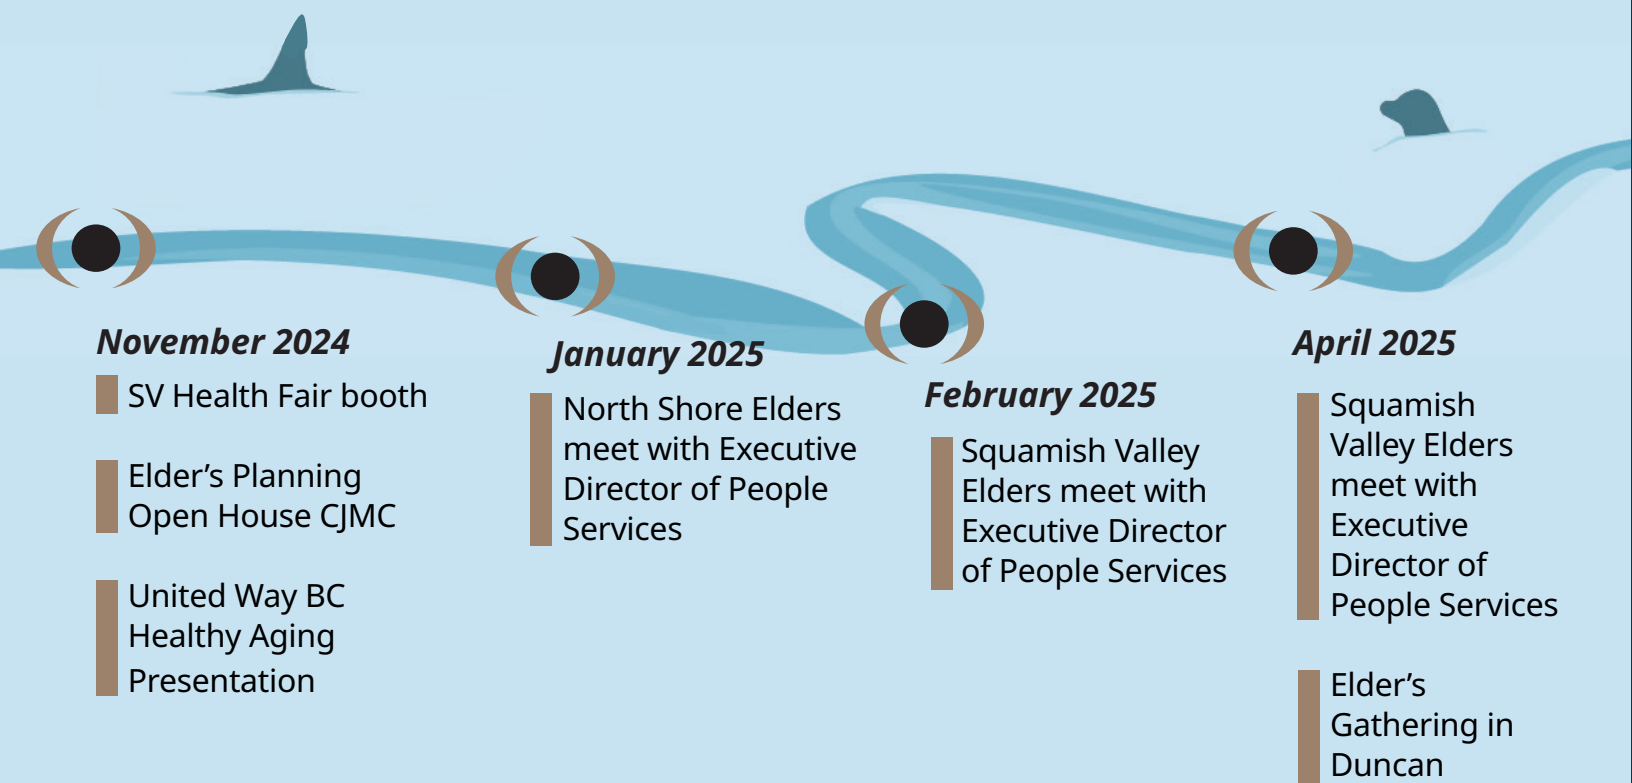 November 2024
SV Health Fair booth
Elder’s Planning
Open House CJMC
United Way BC
Healthy Aging
Presentation
January 2025
North Shore Elders
meet with Executive
Director of People
Services
February 2025
Squamish Valley
Elders meet with
Executive Director
of People Services
April 2025
Squamish
Valley Elders
meet with
Executive
Director of
People Services
Elder’s
Gathering in
Duncan